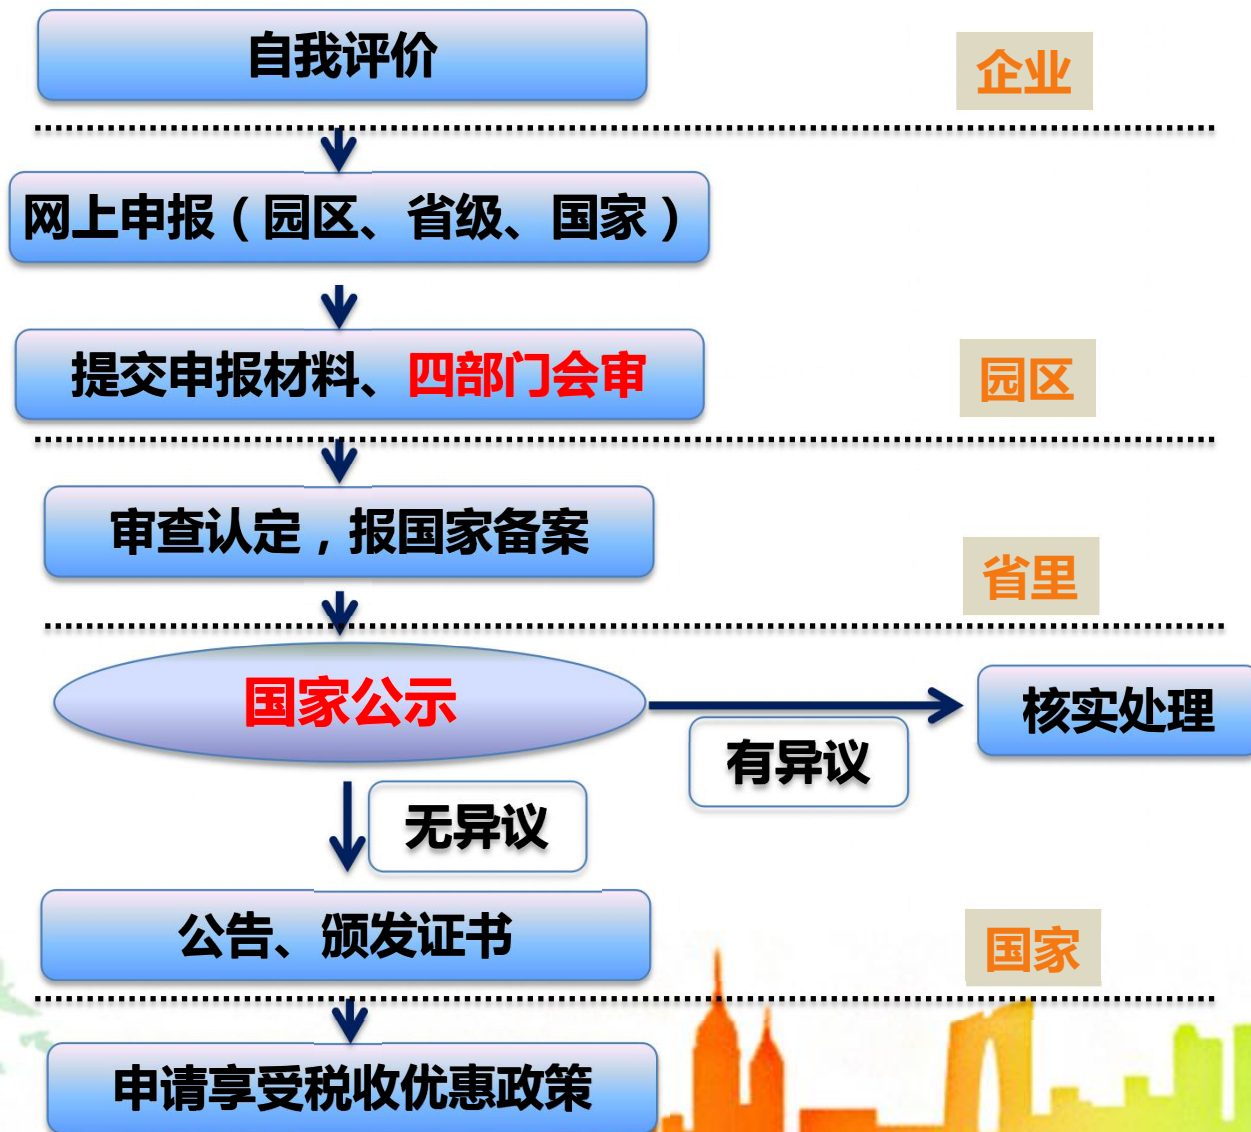 自我评价
企业
网上申报（园区、省级、国家）
提交申报材料、四部门会审
园区
审查认定，报国家备案
省里
国家公示
核实处理
有异议
无异议
公告、颁发证书
国家
申请享受税收优惠政策